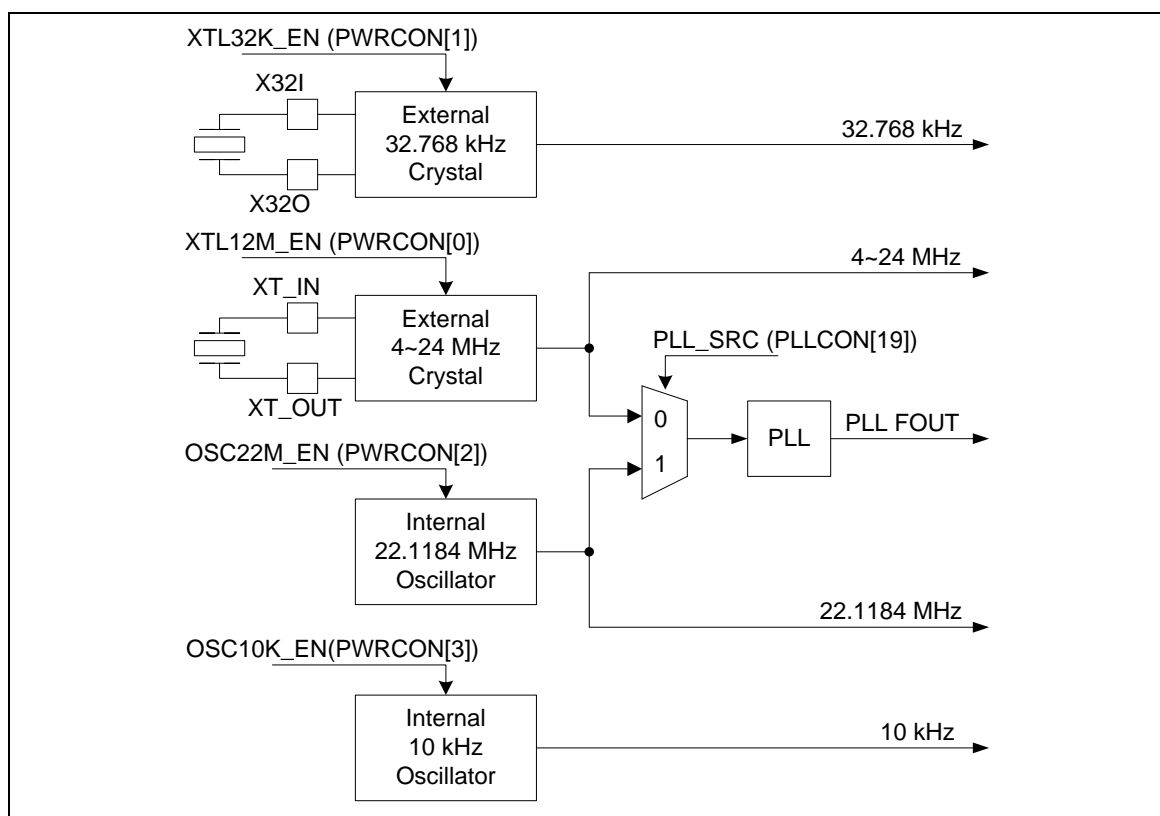 XTL32K_EN (PWRCON[1])
X32I
External
32.768 kHz
Crystal
32.768 kHz
X32O
XTL12M_EN (PWRCON[0])
4~24 MHz
XT_IN
External
4~24 MHz
Crystal
PLL_SRC (PLLCON[19])
XT_OUT
0
1
PLL
PLL FOUT
OSC22M_EN (PWRCON[2])
Internal
22.1184 MHz
Oscillator
22.1184 MHz
OSC10K_EN(PWRCON[3])
Internal
10 kHz
Oscillator
10 kHz